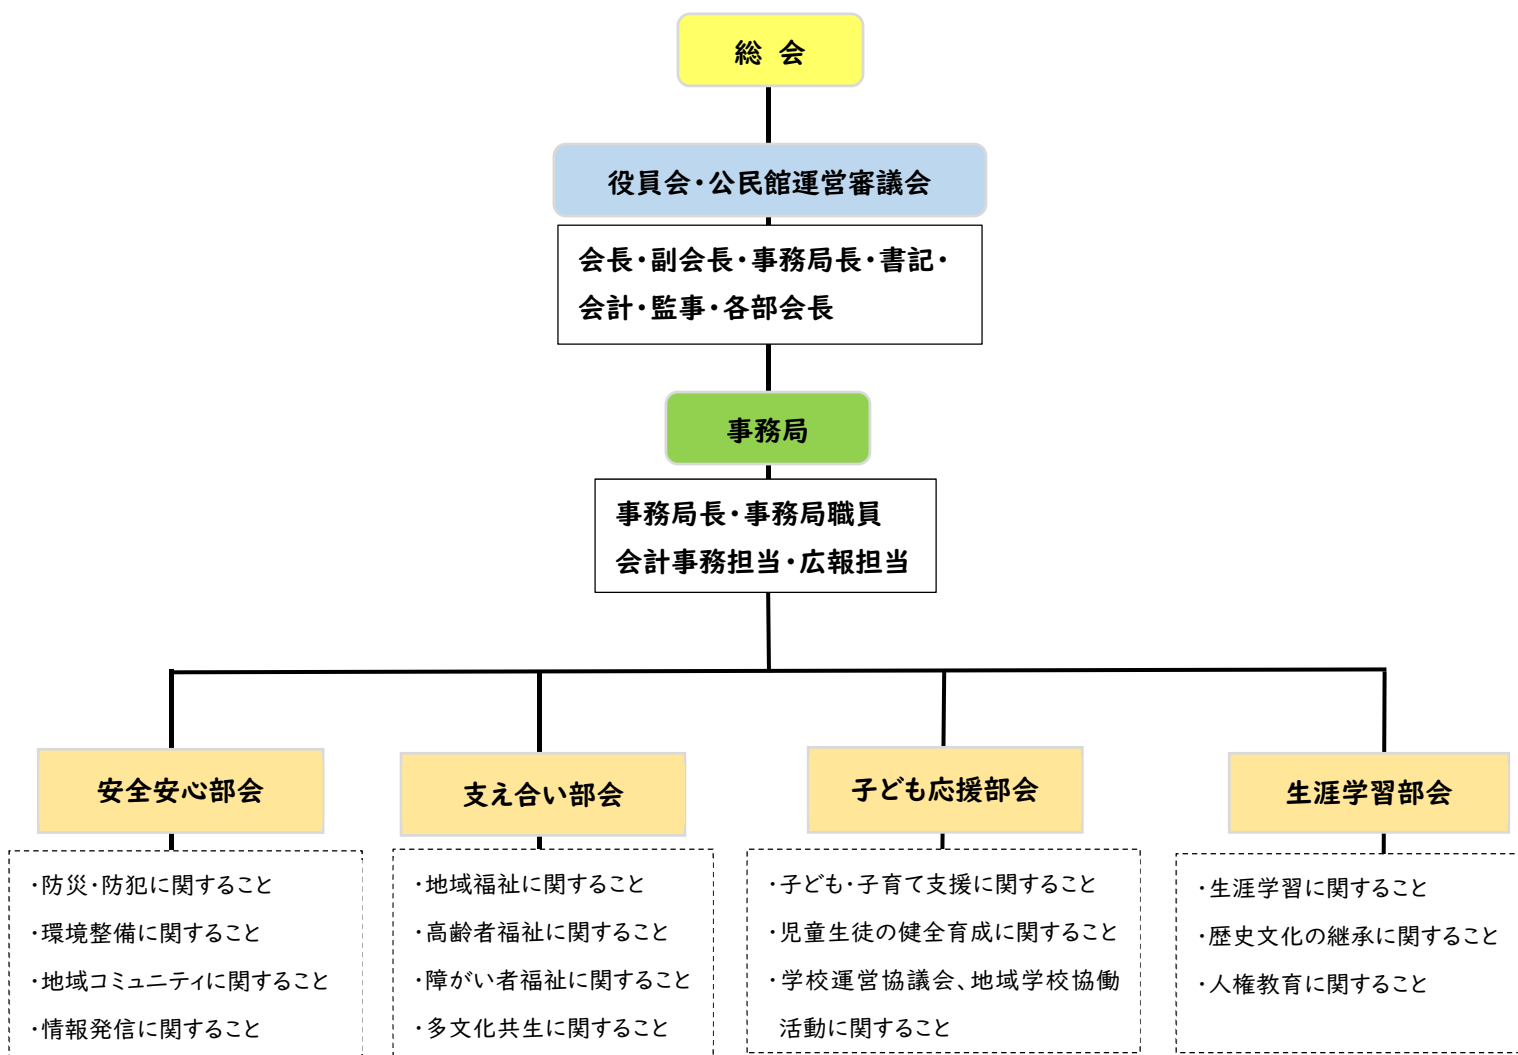 総 会
役員会・公民館運営審議会
会長・副会長・事務局長・書記・
会計・監事・各部会長
事務局
事務局長・事務局職員
会計事務担当・広報担当
安全安心部会
・防災・防犯に関すること
・環境整備に関すること
・地域コミュニティに関すること
・情報発信に関すること
支え合い部会
・地域福祉に関すること
・高齢者福祉に関すること
・障がい者福祉に関すること
・多文化共生に関すること
子ども応援部会
・子ども・子育て支援に関すること
・児童生徒の健全育成に関すること
・学校運営協議会、地域学校協働
活動に関すること
生涯学習部会
・生涯学習に関すること
・歴史文化の継承に関すること
・人権教育に関すること